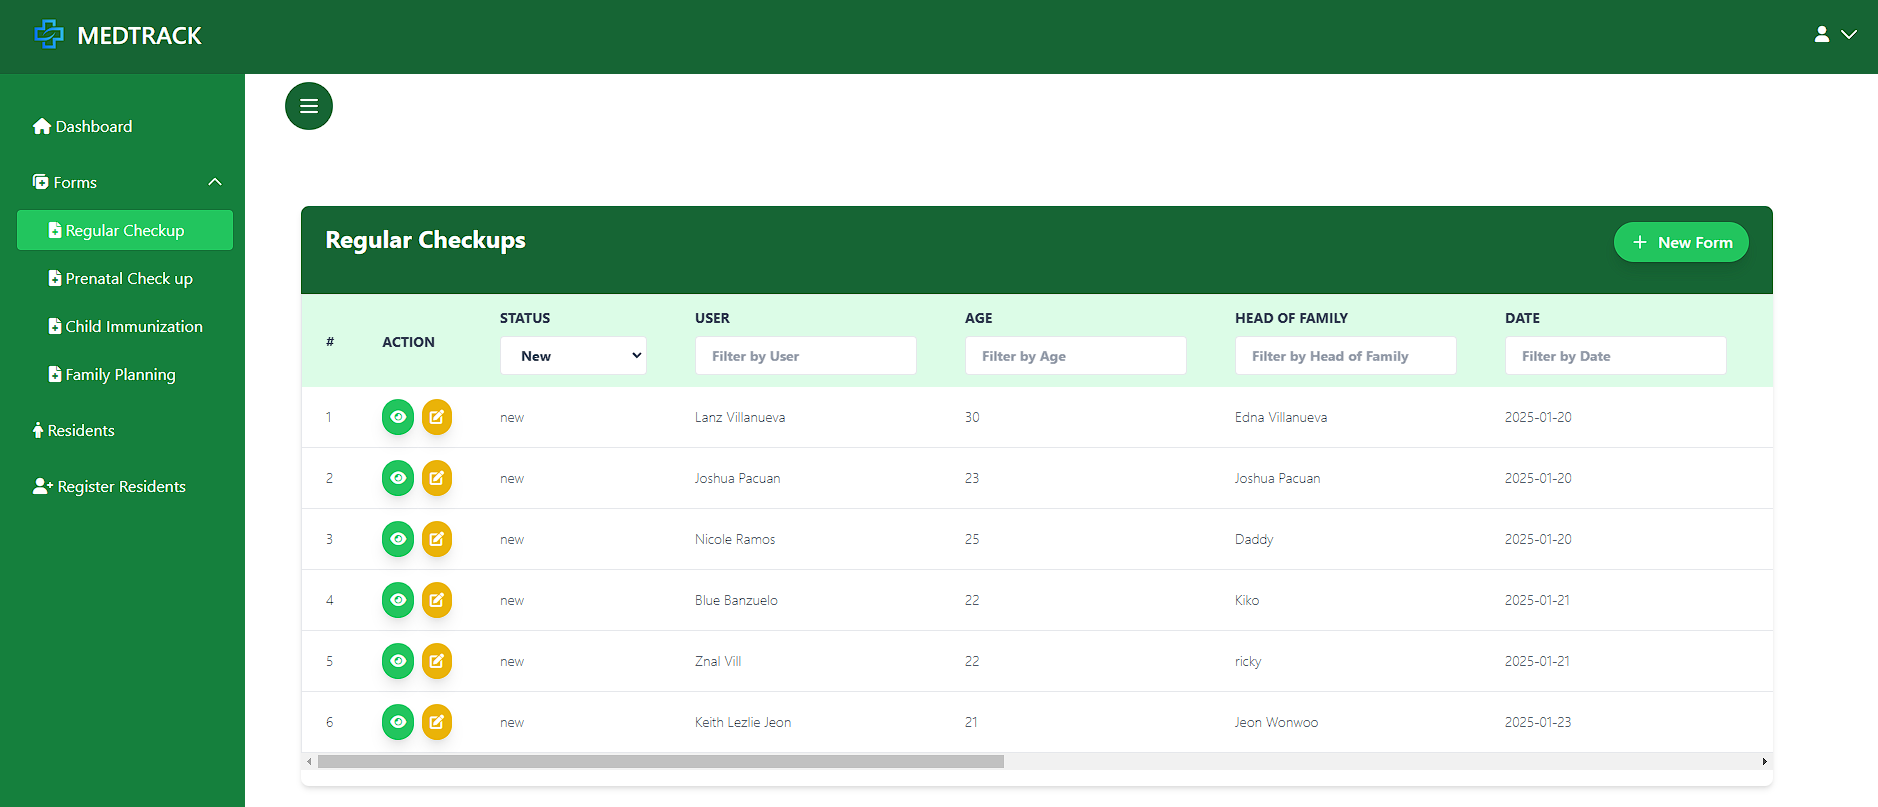 MEDTRACK
Dashboard
Forms
Regular Checkup
Prenatal Check up
Child Immunization
Family Planning
Residents
Register Residents
Regular Checkups
New Form
# ACTION STATUS USER AGE HEAD OF FAMILY DATE
New Filter by User Filter by Age Filter by Head of Family Filter by Date
1 new Lanz Villanueva 30 Edna Villanueva 2025-01-20
2 new Joshua Pacuan 23 Joshua Pacuan 2025-01-20
3 new Nicole Ramos 25 Daddy 2025-01-20
4 new Blue Banzuelo 22 Kiko 2025-01-21
5 new Znal Vill 22 ricky 2025-01-21
6 new Keith Lezlie Jeon 21 Jeon Wonwoo 2025-01-23